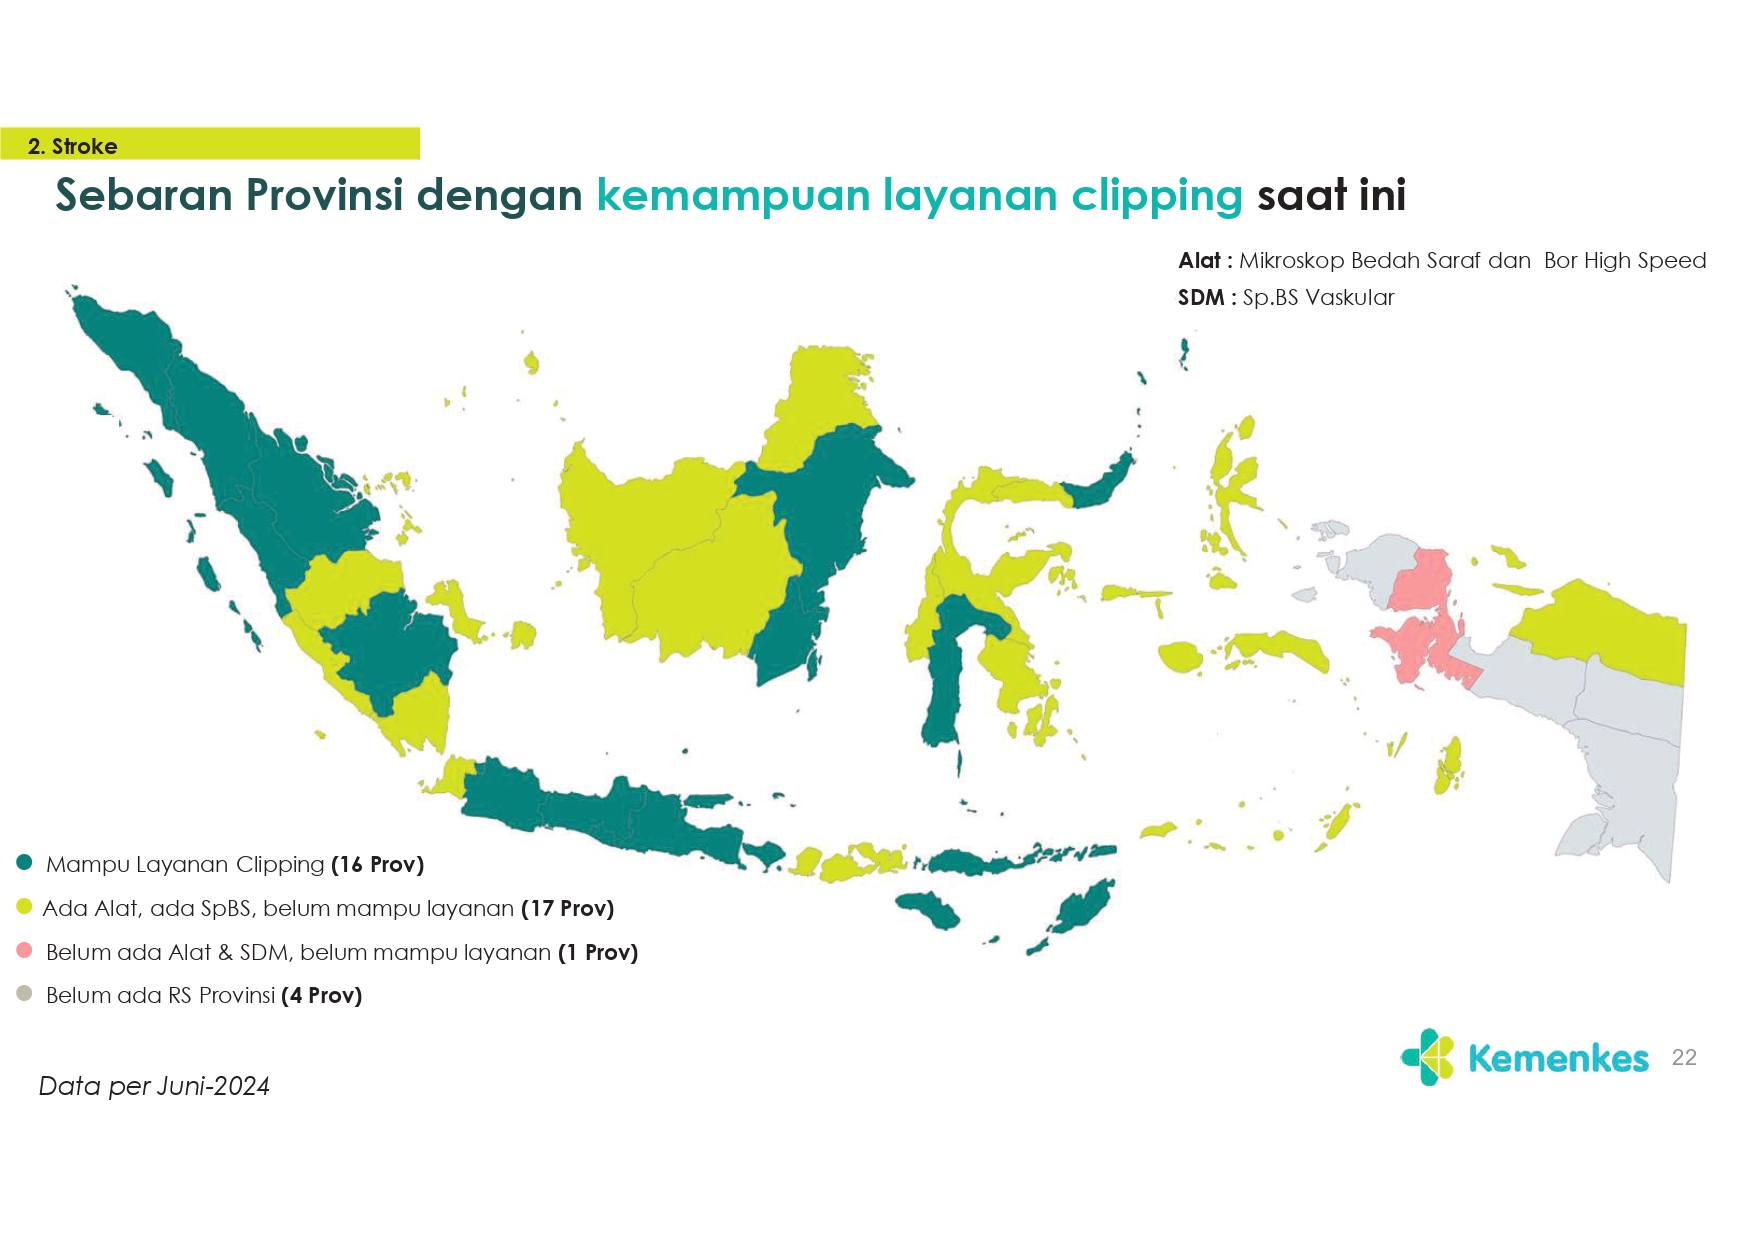 2. Stroke
Sebaran Provinsi dengan kemampuan layanan clipping saat ini
Alat : Mikroskop Bedah Saraf dan Bor High Speed
SDM : Sp.BS Vaskular
Mampu Layanan Clipping (16 Prov)
Ada Alat, ada SpBS, belum mampu layanan (17 Prov)
Belum ada Alat & SDM, belum mampu layanan (1 Prov)
Belum ada RS Provinsi (4 Prov)
Data per Juni-2024
Kemenkes
22